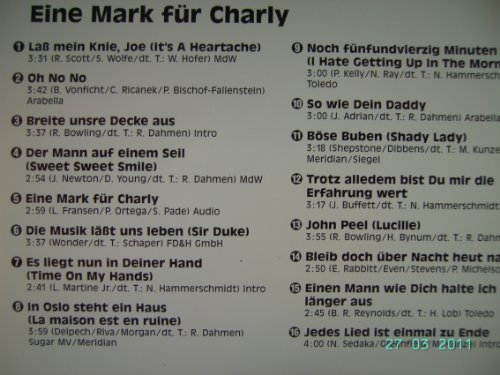 Eine Mark für Charly
1 Laß mein Knie, Joe (It's A Heartache)
3:31 (R. Scott/S. Wolfe/dt. T.: W. Hofer) MdW
2 Oh No No
3:42 (B. Vonficht/C. Ricanek/P. Bischof-Fallenstein)
Arabella
3 Breite unsre Decke aus
3:37 (R. Bowling/dt. T.: R. Dahmen) Intro
4 Der Mann auf einem Seil
(Sweet Sweet Smile)
2:54 (J. Newton/D. Young/dt. T.: R. Dahmen) MdW
5 Eine Mark für Charly
2:59 (L. Fransen/P. Ortega/S. Pade) Audio
6 Die Musik läßt uns leben (Sir Duke)
3:37 (Wonder/dt. T.: Schaper) FD&H GmbH
7 Es liegt nun in Deiner Hand
(Time On My Hands)
2:41 (L. Martine Jr./dt. T.: N. Hammerschmidt) Intro
8 In Oslo steht ein Haus
(La maison est en ruine)
3:59 (Delpech/Riva/Morgan/dt. T.: R. Dahmen)
Sugar MV/Meridian
9 Noch fünfundvierzig Minuten
(I Hate Getting Up In The Morn
3:00 (P. Kelly/N. Ray/dt. T.: N. Hammersch
Toledo
10 So wie Dein Daddy
3:00 (J. Adrian/dt. T.: R. Dahmen) Arabella
11 Böse Buben (Shady Lady)
3:18 (Shepstone/Dibbens/dt. T.: M. Kunze
Meridian/Siegel
12 Trotz alledem bist Du mir die
Erfahrung wert
3:17 (J. Buffett/dt. T.: N. Hammerschmidt)
13 John Peel (Lucille)
3:55 (R. Bowling/H. Bynum/dt. T.: R. Dahmen
14 Bleib doch über Nacht heut na
2:50 (E. Rabbitt/Even/Stevens/P. Michelsо
15 Einen Mann wie Dich halte ich
länger aus
2:45 (B. R. Reynolds/dt. T.: H. Lob) Toledo
16 Jedes Lied ist einmal zu Ende
4:00 (N. Sedaka/
27 03 2011